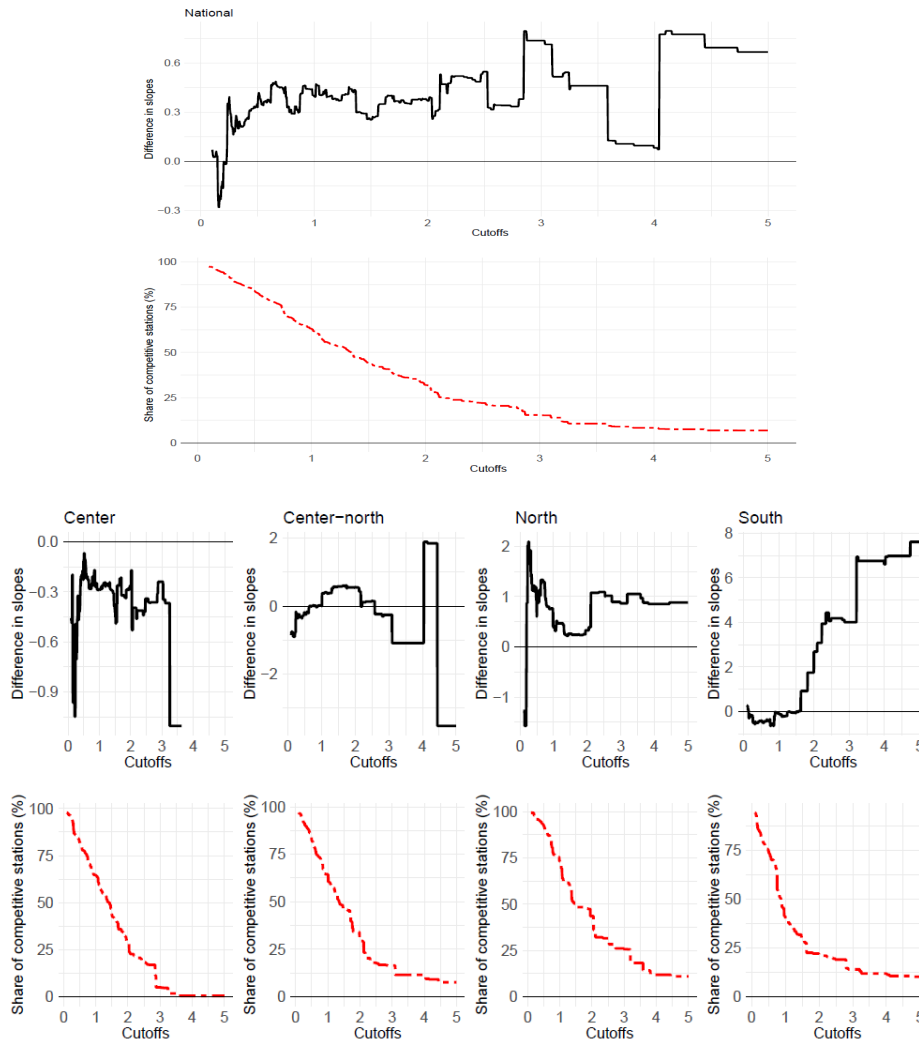 National
Difference in slopes
0.6
0.3
0.0
−0.3
0 1 2 3 4 5
Cutoffs
Share of competitive stations (%)
100
75
50
25
0
0 1 2 3 4 5
Cutoffs
Center
Difference in slopes
0.0
−0.3
−0.6
−0.9
0 1 2 3 4 5
Cutoffs
Center−north
Difference in slopes
2
0
−2
0 1 2 3 4 5
Cutoffs
North
Difference in slopes
2
1
0
−1
0 1 2 3 4 5
Cutoffs
South
Difference in slopes
8
6
4
2
0
0 1 2 3 4 5
Cutoffs
Share of competitive stations (%)
100
75
50
25
0
0 1 2 3 4 5
Cutoffs
Share of competitive stations (%)
100
75
50
25
0
0 1 2 3 4 5
Cutoffs
Share of competitive stations (%)
100
75
50
25
0
0 1 2 3 4 5
Cutoffs
Share of competitive stations (%)
75
50
25
0
0 1 2 3 4 5
Cutoffs